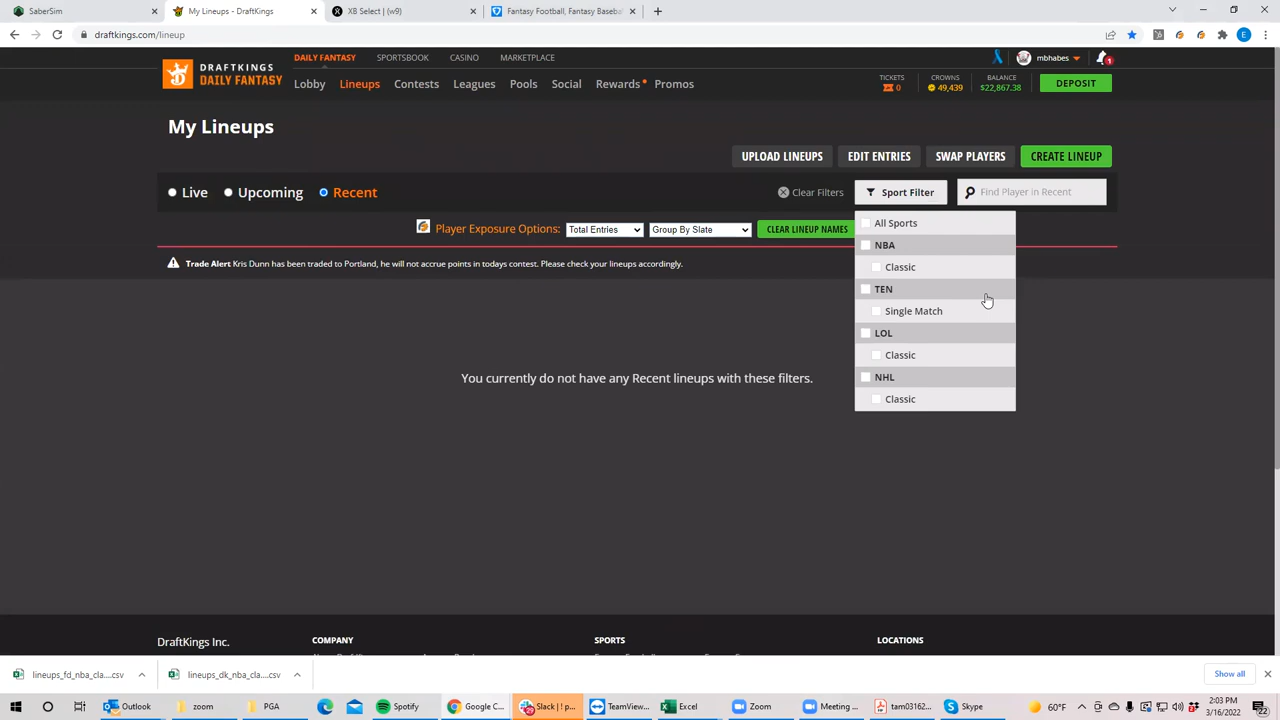 SaberSim
My Lineups - DraftKings
XB Select | (w9)
Fantasy Football, Fantasy Baseb
draftkings.com/lineup
E
DRAFTKINGS
DAILY FANTASY
DAILY FANTASY SPORTSBOOK CASINO MARKETPLACE
mbhabes
1
Lobby Lineups Contests Leagues Pools Social Rewards Promos
TICKETS
0
CROWNS
49,439
BALANCE
$22,867.38
DEPOSIT
My Lineups
UPLOAD LINEUPS EDIT ENTRIES SWAP PLAYERS CREATE LINEUP
Live Upcoming Recent
Clear Filters Sport Filter Find Player in Recent
Player Exposure Options: Total Entries Group By Slate CLEAR LINEUP NAMES
All Sports
NBA
Classic
TEN
Single Match
LOL
Classic
NHL
Classic
Trade Alert Kris Dunn has been traded to Portland, he will not accrue points in todays contest. Please check your lineups accordingly.
You currently do not have any Recent lineups with these filters.
DraftKings Inc. COMPANY SPORTS LOCATIONS
lineups_fd_nba_cla....csv
lineups_dk_nba_cla....csv
Show all
Outlook zoom PGA Spotify Google C... Slack | ! p... TeamView... Excel Zoom Meeting ... tam03162... Skype
70°F
2:03 PM
3/16/2022